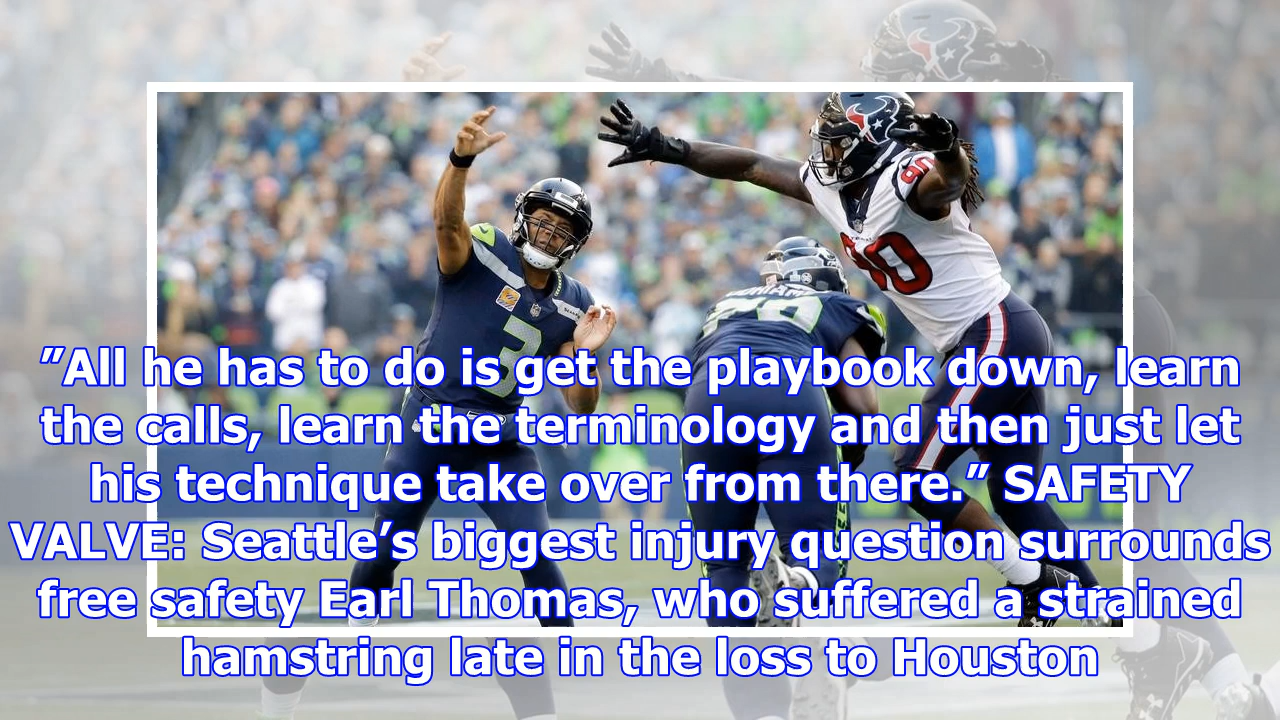 ”All he has to do is get the playbook down, learn
the calls, learn the terminology and then just let
his technique take over from there.” SAFETY
VALVE: Seattle’s biggest injury question surrounds
free safety Earl Thomas, who suffered a strained
hamstring late in the loss to Houston
3
90